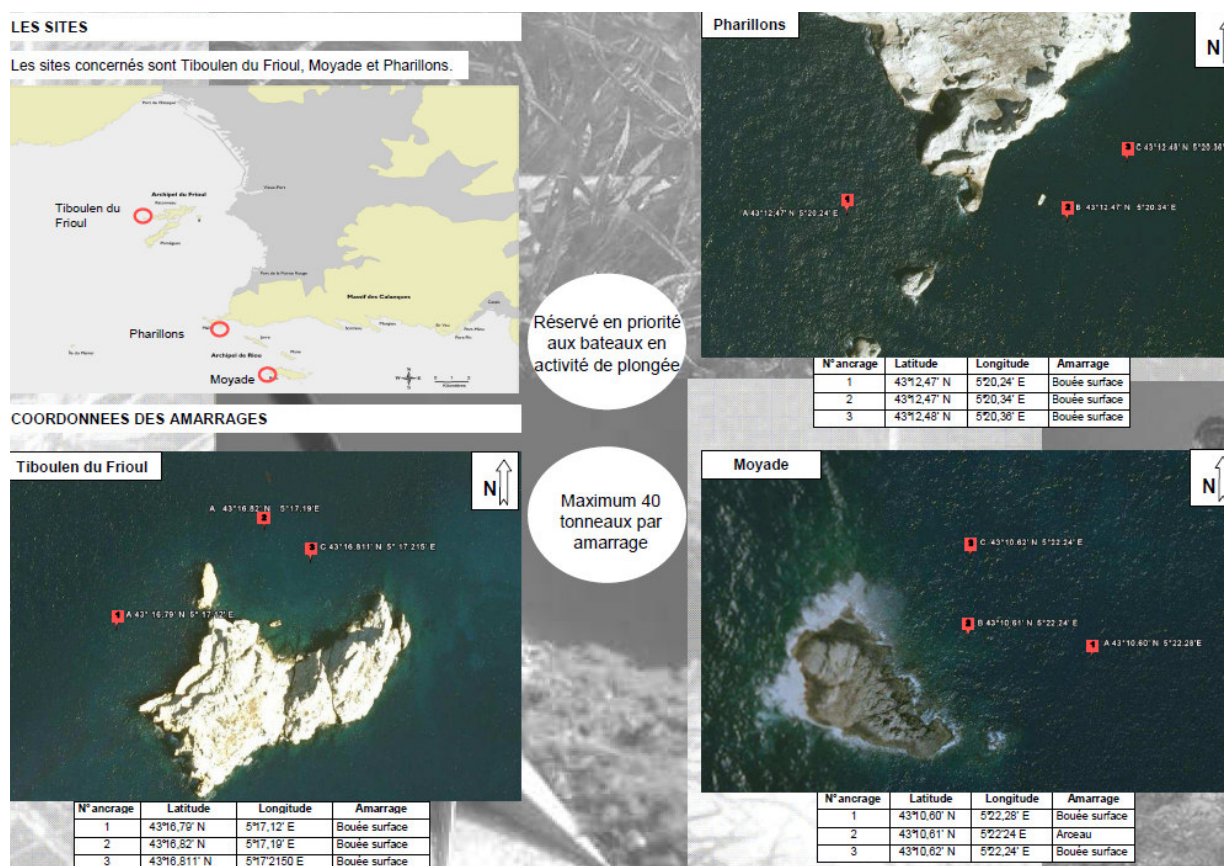 LES SITES
Les sites concernés sont Tiboulen du Frioul, Moyade et Pharillons.
Vieux-Port
Archipel du Frioul
Tiboulen du
Frioul
Port de la Pointe Rouge
Massif des Calanques
Pharillons
Archipel de Riou
Moyade
Réservé en priorité
aux bateaux en
activité de plongée
Maximum 40
tonneaux par
amarrage
Pharillons
N
C 43°12.48' N 5°20.36'
A 43°12.47' N 5°20.24' E
B 43°12.47' N 5°20.34' E
N°ancrage Latitude Longitude Amarrage
1 43°12,47' N 5°20,24' E Bouée surface
2 43°12,47' N 5°20,34' E Bouée surface
3 43°12,48' N 5°20,36' E Bouée surface
COORDONNEES DES AMARRAGES
Tiboulen du Frioul
N
A 43°16.82' N 5°17.19'E
C 43°16.811' N 5° 17.215' E
A 43° 16.79' N 5° 17.12' E
N°ancrage Latitude Longitude Amarrage
1 43°16,79' N 5°17,12' E Bouée surface
2 43°16,82' N 5°17,19' E Bouée surface
3 43°16,811' N 5°17'2150 E Bouée surface
Moyade
N
C 43°10.62' N 5°22.24' E
B 43°10.61' N 5°22.24' E
A 43°10.60' N 5°22.28'E
N°ancrage Latitude Longitude Amarrage
1 43°10,60' N 5°22,28' E Bouée surface
2 43°10,61' N 5°22'24 E Arceau
3 43°10,62' N 5°22,24' E Bouée surface